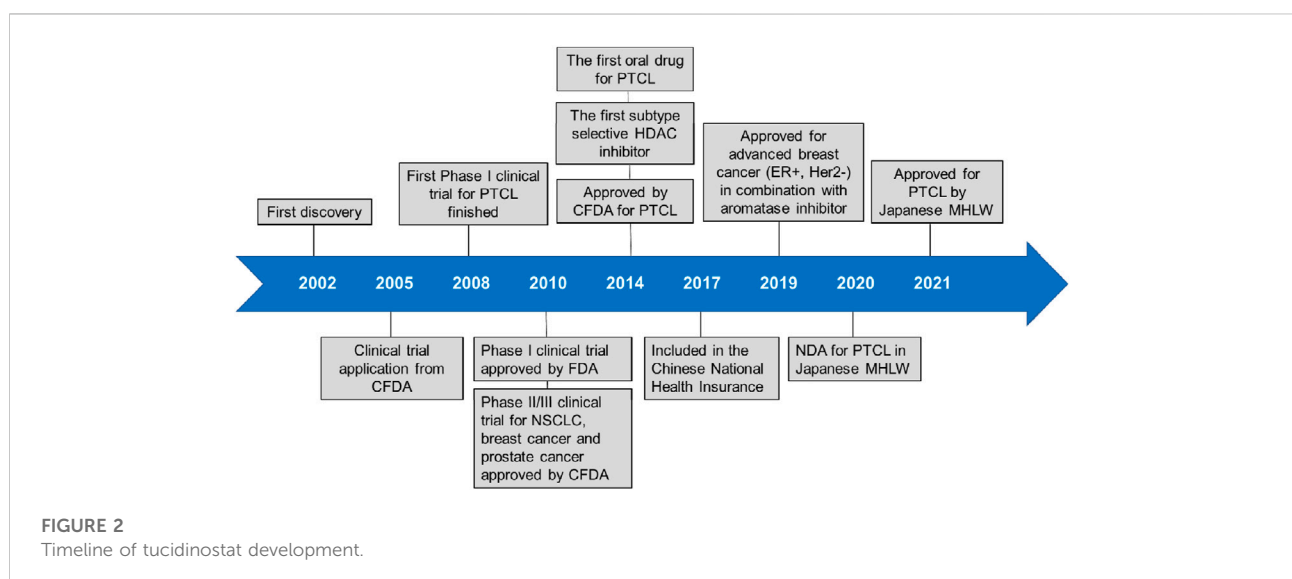 The first oral drug
for PTCL
The first subtype
selective HDAC
inhibitor
Approved by
CFDA for PTCL
First discovery
First Phase I clinical
trial for PTCL
finished
Approved for
advanced breast
cancer (ER+, Her2-)
in combination with
aromatase inhibitor
Approved for
PTCL by
Japanese MHLW
2002 2005 2008 2010 2014 2017 2019 2020 2021
Clinical trial
application from
CFDA
Phase I clinical trial
approved by FDA
Phase II/III clinical
trial for NSCLC,
breast cancer and
prostate cancer
approved by CFDA
Included in the
Chinese National
Health Insurance
NDA for PTCL in
Japanese MHLW
FIGURE 2
Timeline of tucidinostat development.